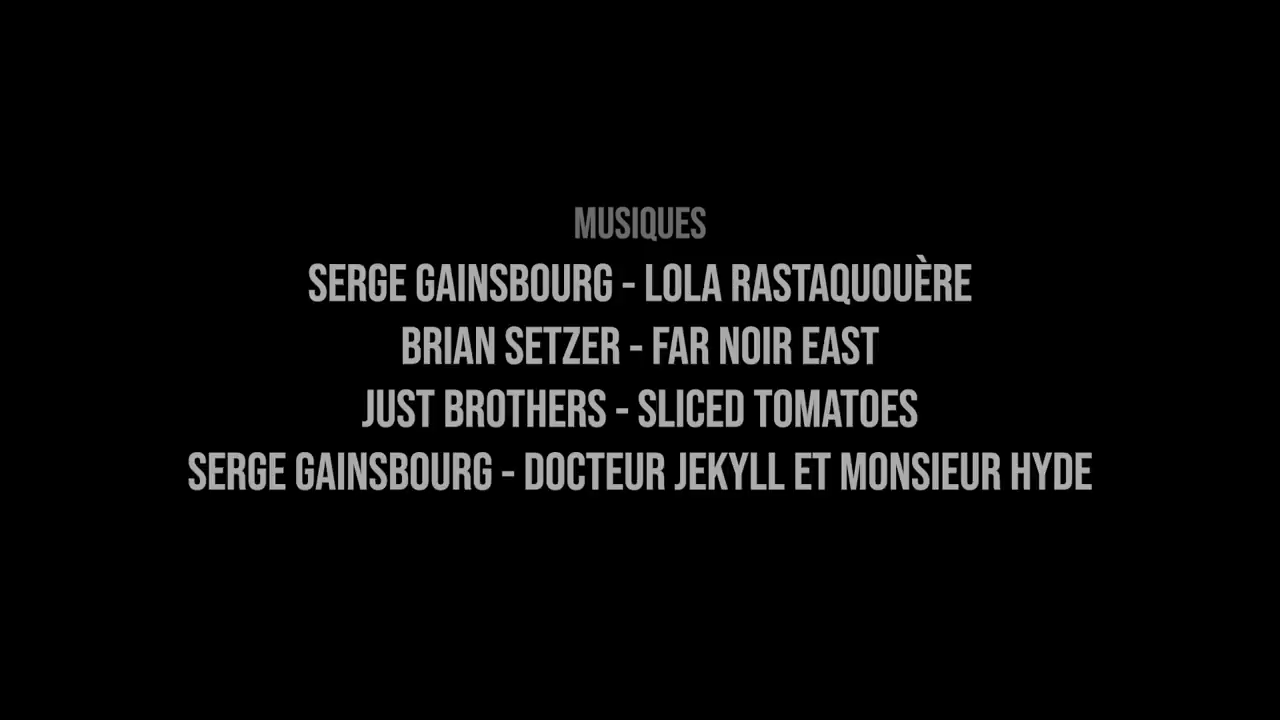 MUSIQUES
SERGE GAINSBOURG - LOLA RASTAQUOUÈRE
BRIAN SETZER - FAR NOIR EAST
JUST BROTHERS - SLICED TOMATOES
SERGE GAINSBOURG - DOCTEUR JEKYLL ET MONSIEUR HYDE